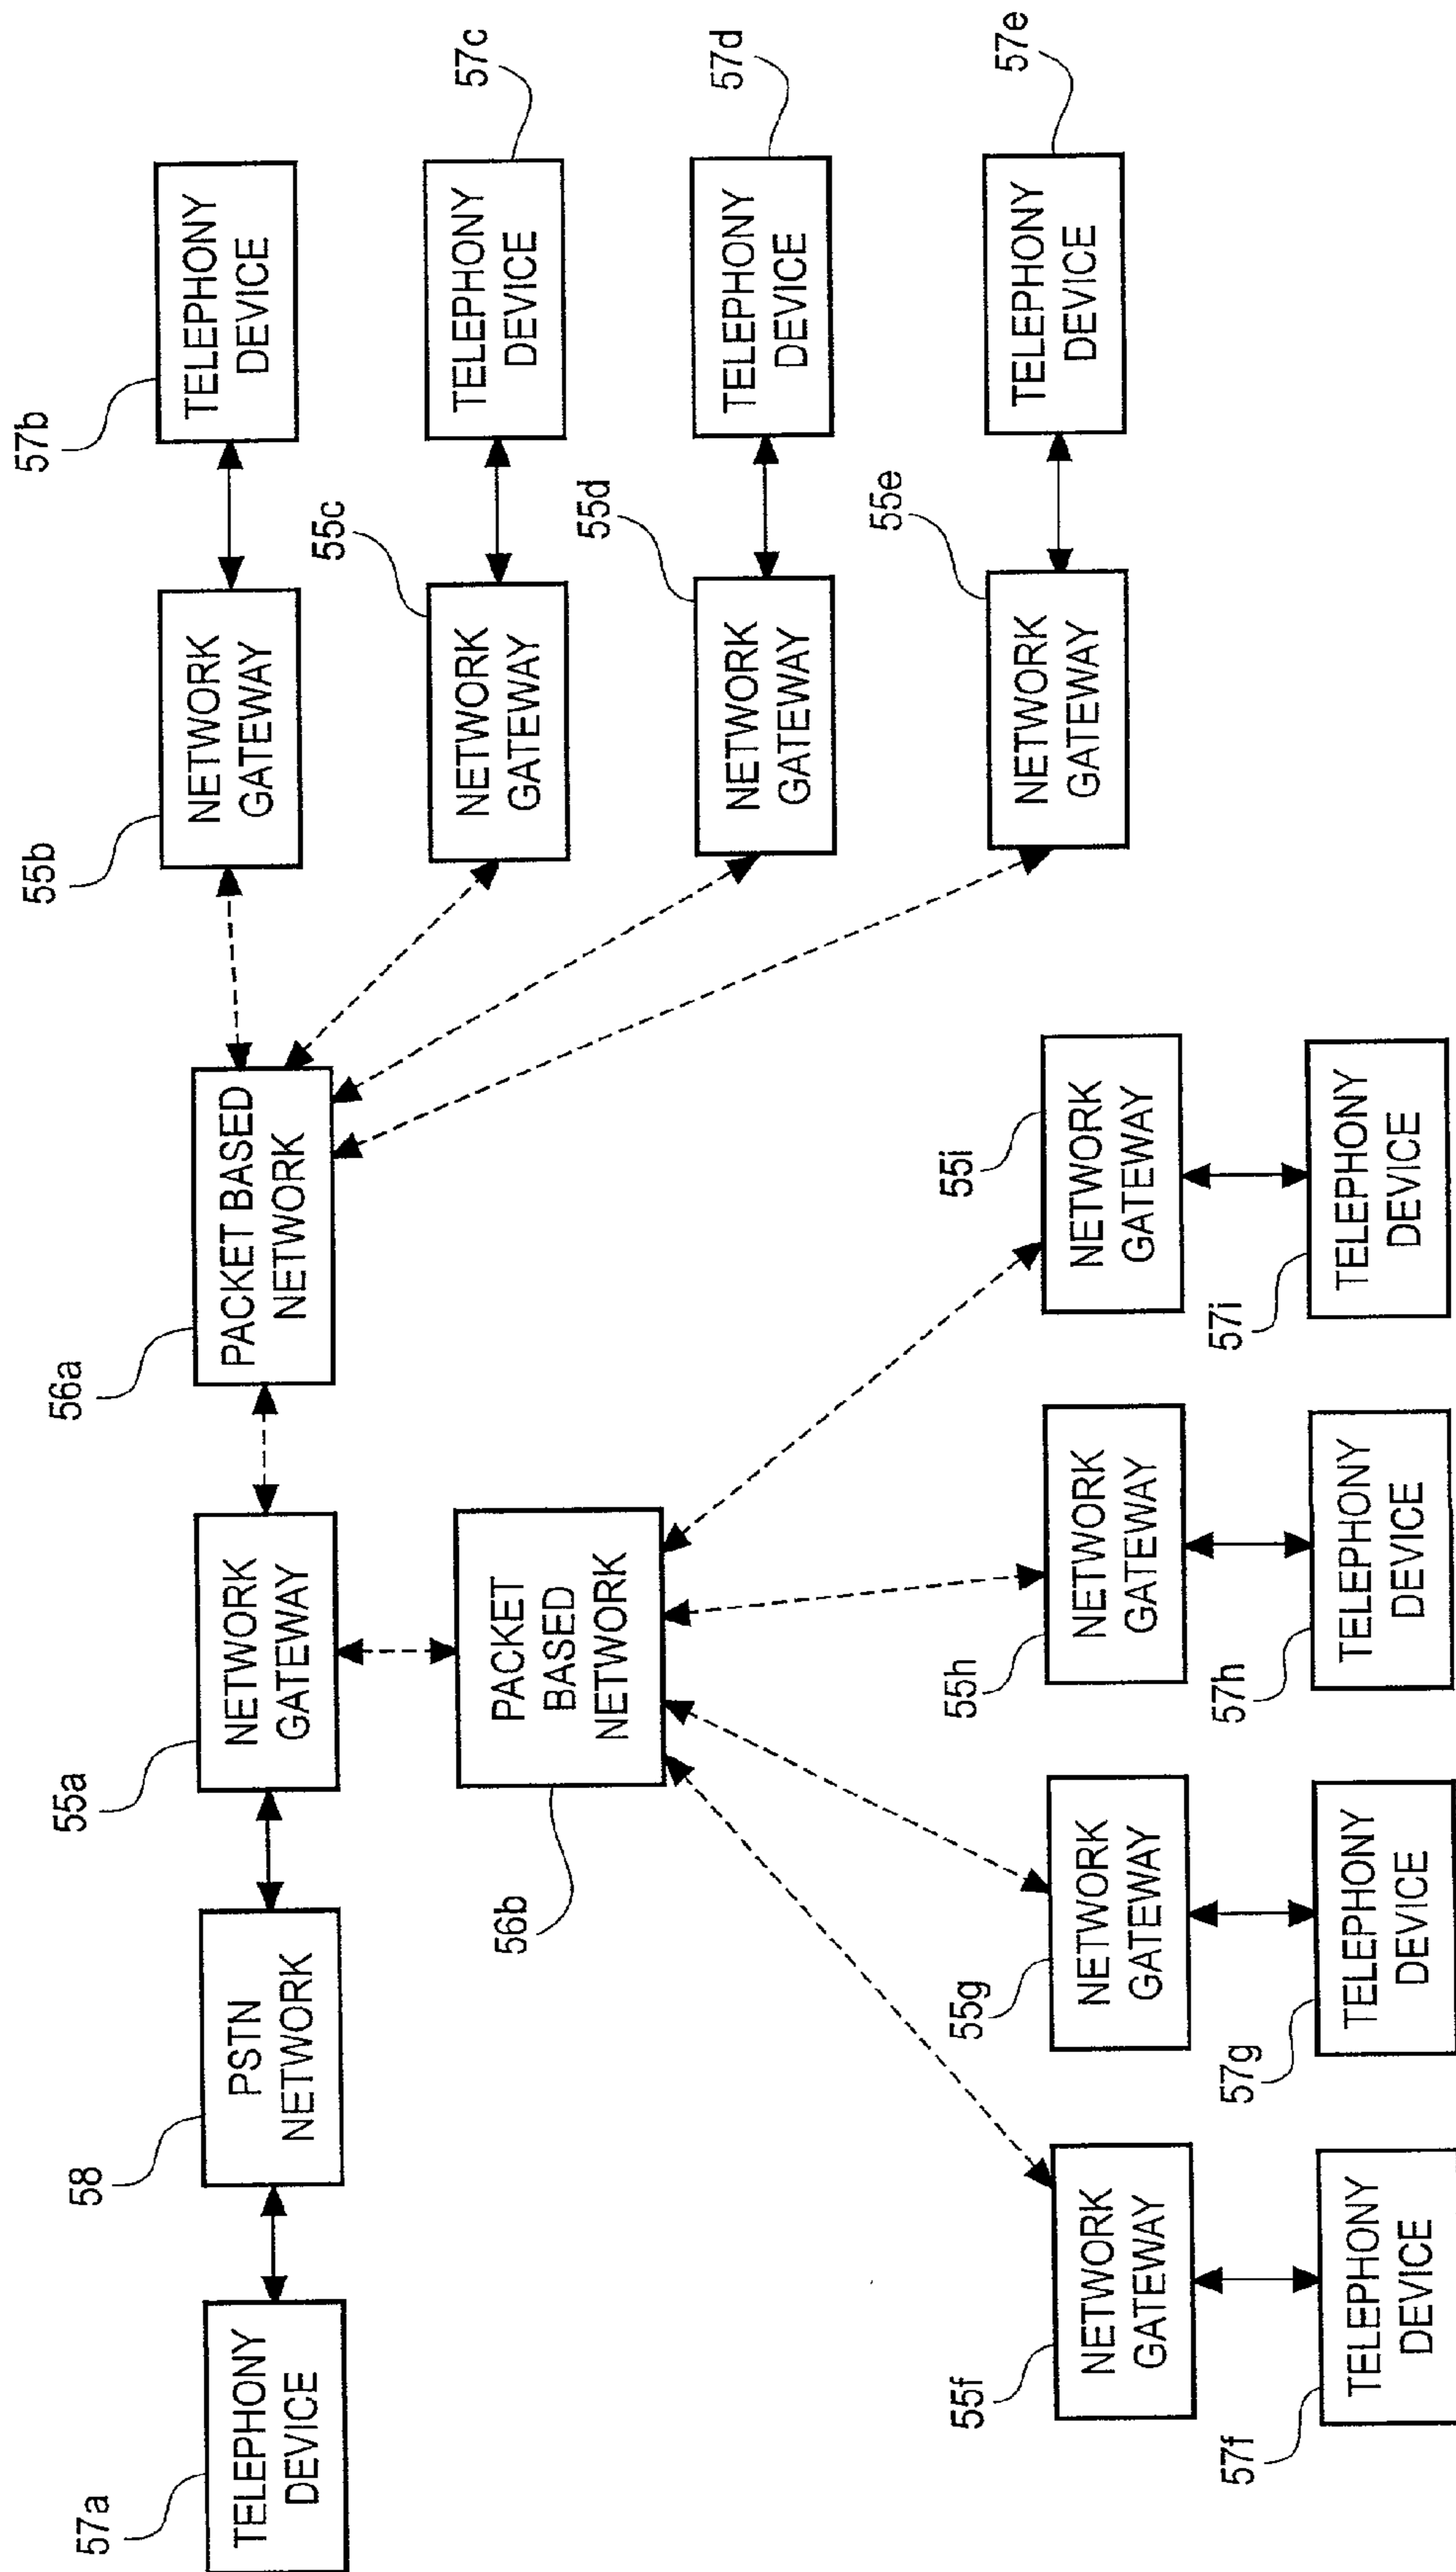 57a
TELEPHONY
DEVICE
58
PSTN
NETWORK
55a
NETWORK
GATEWAY
56a
PACKET BASED
NETWORK
55b
NETWORK
GATEWAY
57b
TELEPHONY
DEVICE
55c
NETWORK
GATEWAY
57c
TELEPHONY
DEVICE
55d
NETWORK
GATEWAY
57d
TELEPHONY
DEVICE
55e
NETWORK
GATEWAY
57e
TELEPHONY
DEVICE
56b
PACKET
BASED
NETWORK
55f
NETWORK
GATEWAY
55g
NETWORK
GATEWAY
55h
NETWORK
GATEWAY
55i
NETWORK
GATEWAY
57f
TELEPHONY
DEVICE
57g
TELEPHONY
DEVICE
57h
TELEPHONY
DEVICE
57i
TELEPHONY
DEVICE